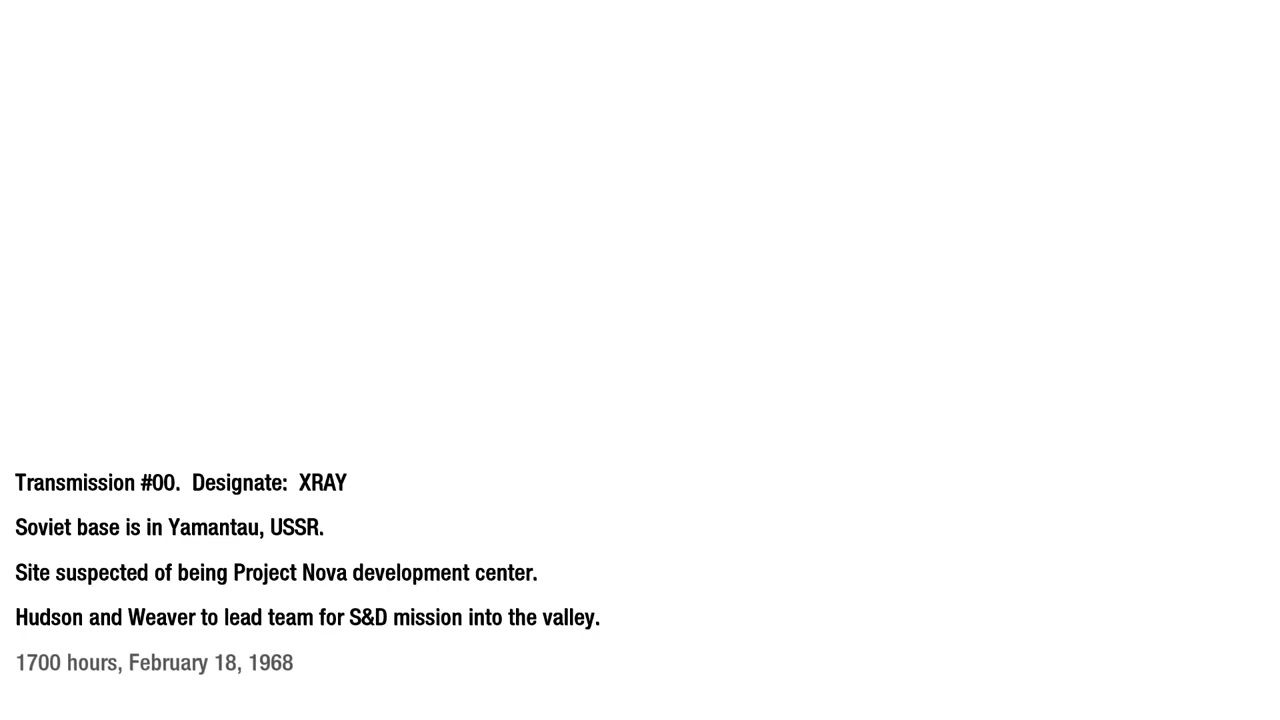 Transmission #00.  Designate:  XRAY
Soviet base is in Yamantau, USSR.
Site suspected of being Project Nova development center.
Hudson and Weaver to lead team for S&D mission into the valley.
1700 hours, February 18, 1968